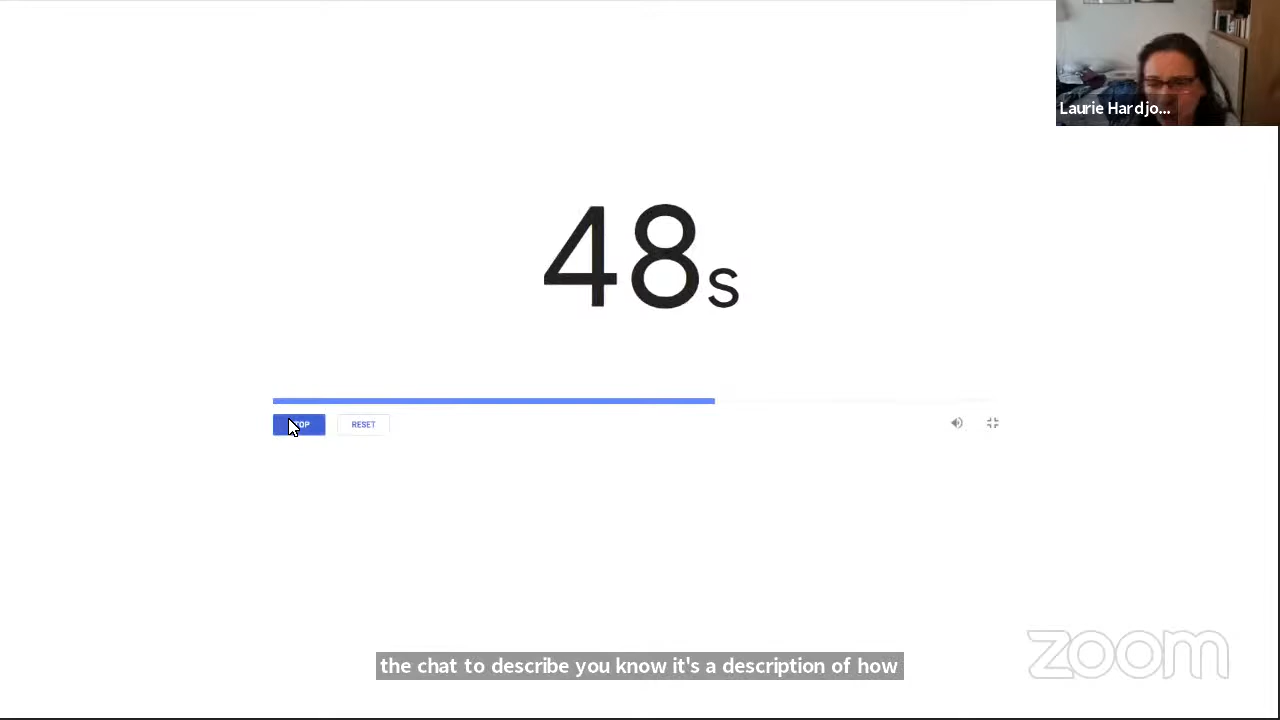 Laurie Hardjo...
48s
RESET
the chat to describe you know it's a description of how
zoom